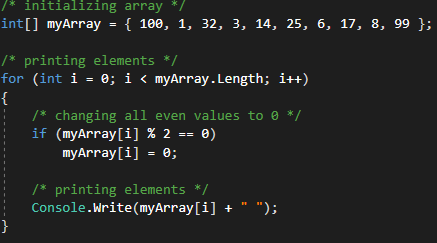 /* initializing array */
int[] myArray = { 100, 1, 32, 3, 14, 25, 6, 17, 8, 99 };
/* printing elements */
for (int i = 0; i < myArray.Length; i++)
{
/* changing all even values to 0 */
if (myArray[i] % 2 == 0)
myArray[i] = 0;
/* printing elements */
Console.Write(myArray[i] + " ");
}